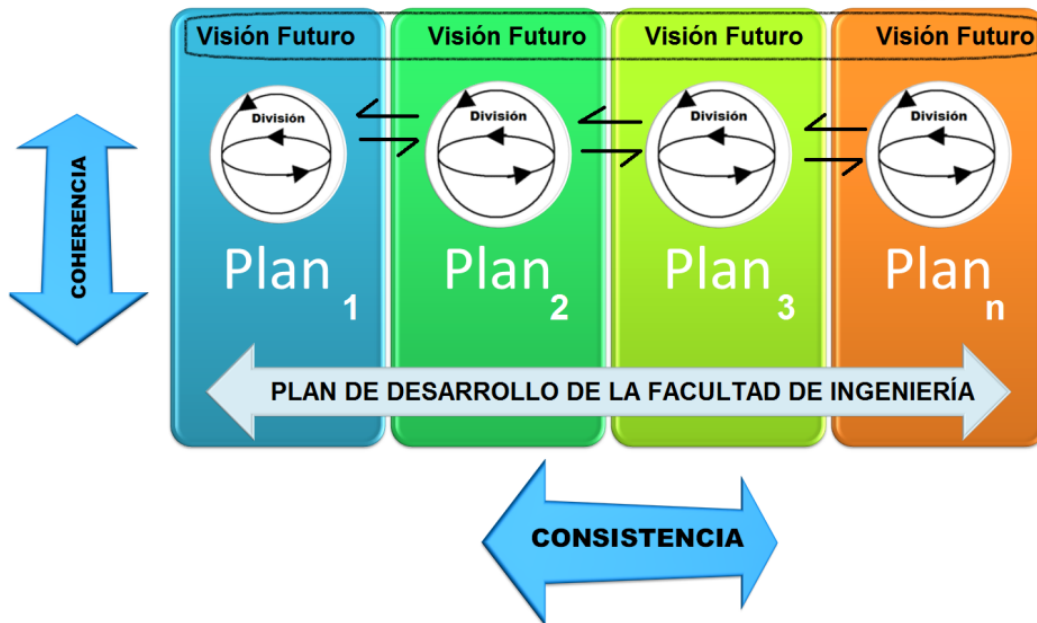 Visión Futuro
Visión Futuro
Visión Futuro
Visión Futuro
División
División
División
División
COHERENCIA
Plan 1
Plan 2
Plan 3
Plan n
PLAN DE DESARROLLO DE LA FACULTAD DE INGENIERÍA
CONSISTENCIA